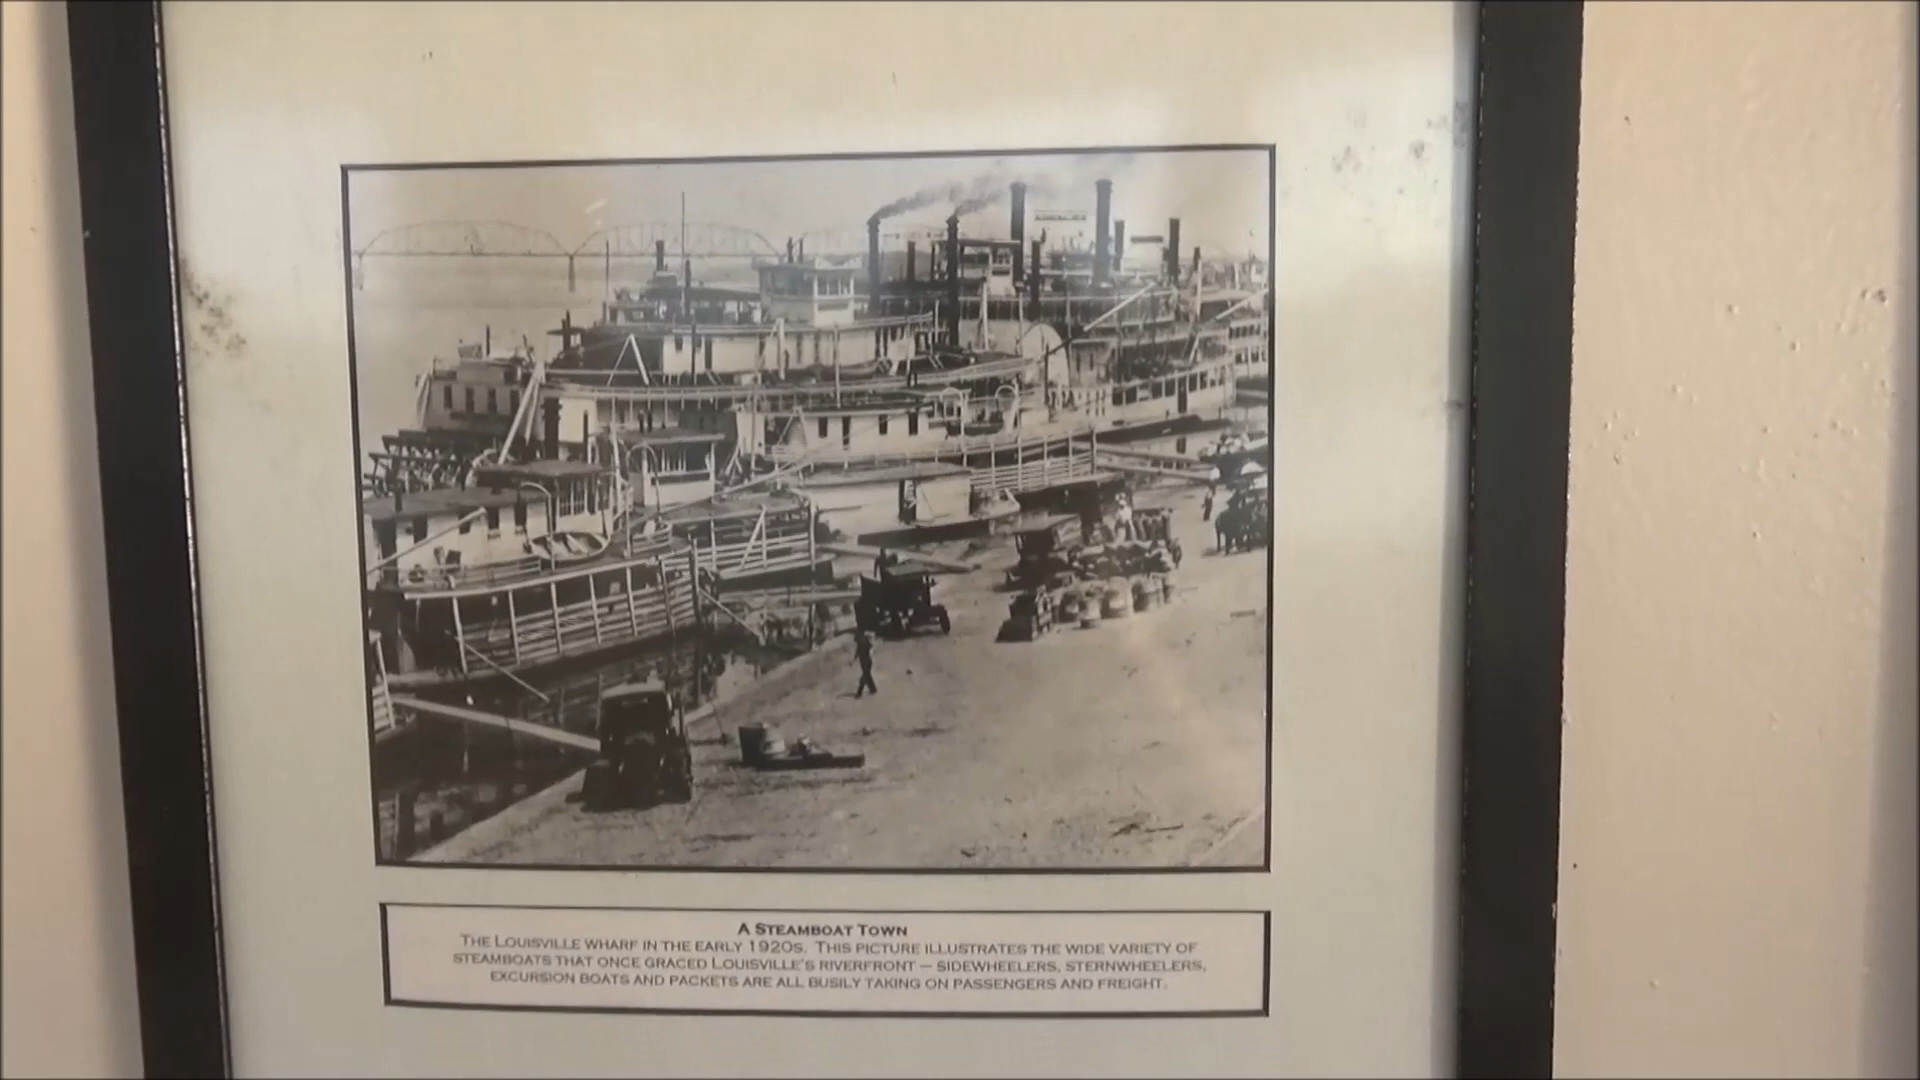 A STEAMBOAT TOWN
THE LOUISVILLE WHARF IN THE EARLY 1920S. THIS PICTURE ILLUSTRATES THE WIDE VARIETY OF
STEAMBOATS THAT ONCE GRACED LOUISVILLE'S RIVERFRONT — SIDEWHEELERS, STERNWHEELERS,
EXCURSION BOATS AND PACKETS ARE ALL BUSILY TAKING ON PASSENGERS AND FREIGHT.